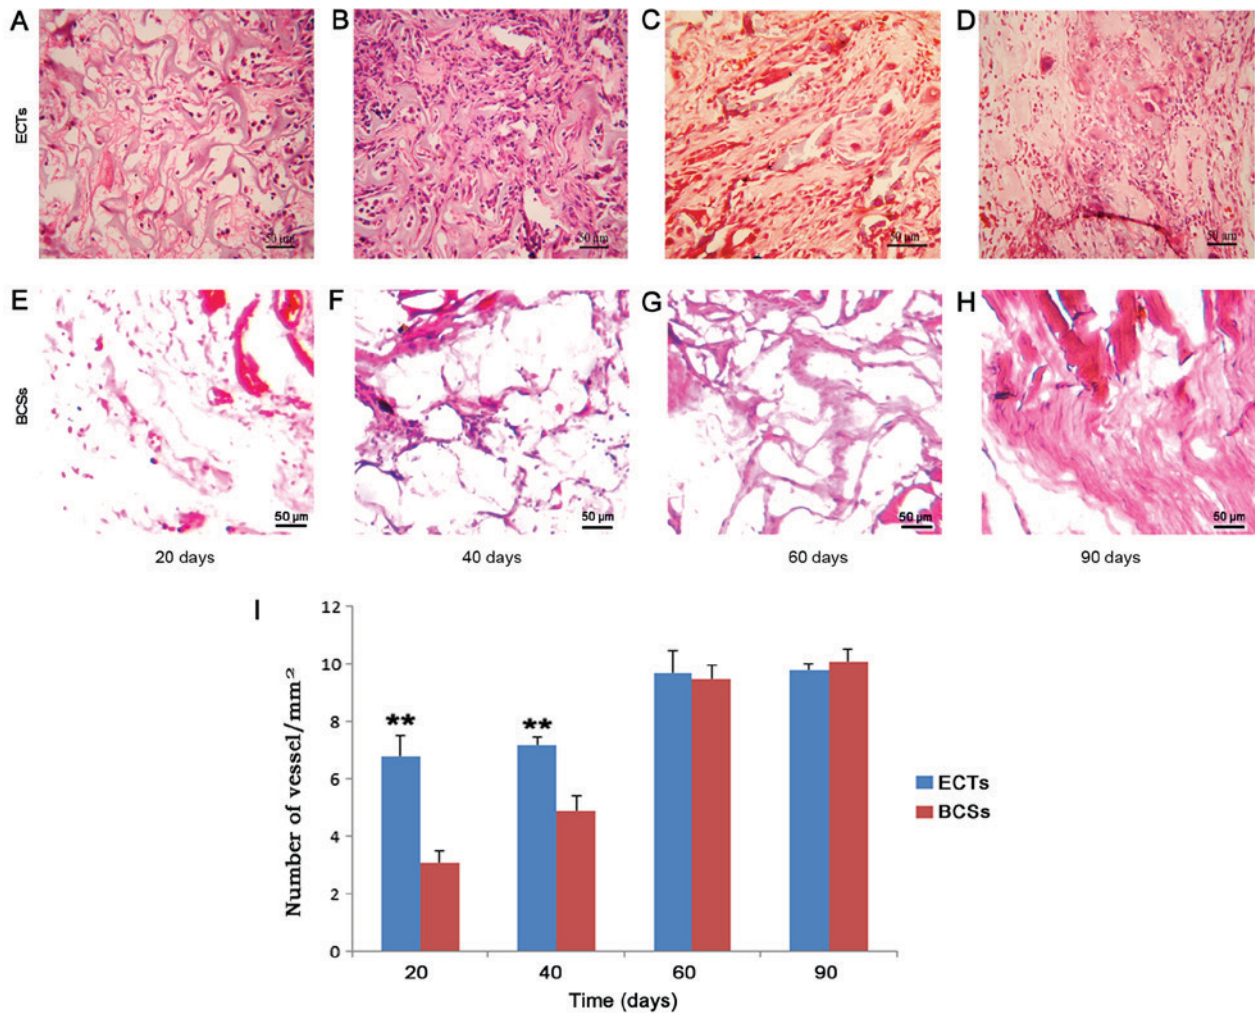 A B C D
ECTs
50 µm 50 µm 50 µm 50 µm
E F G H
BCSs
50 µm 50 µm 50 µm 50 µm
20 days 40 days 60 days 90 days
I
12
10
8
6
4
2
0
Number of vessel/mm²
** **
ECTs
BCSs
20 40 60 90
Time (days)